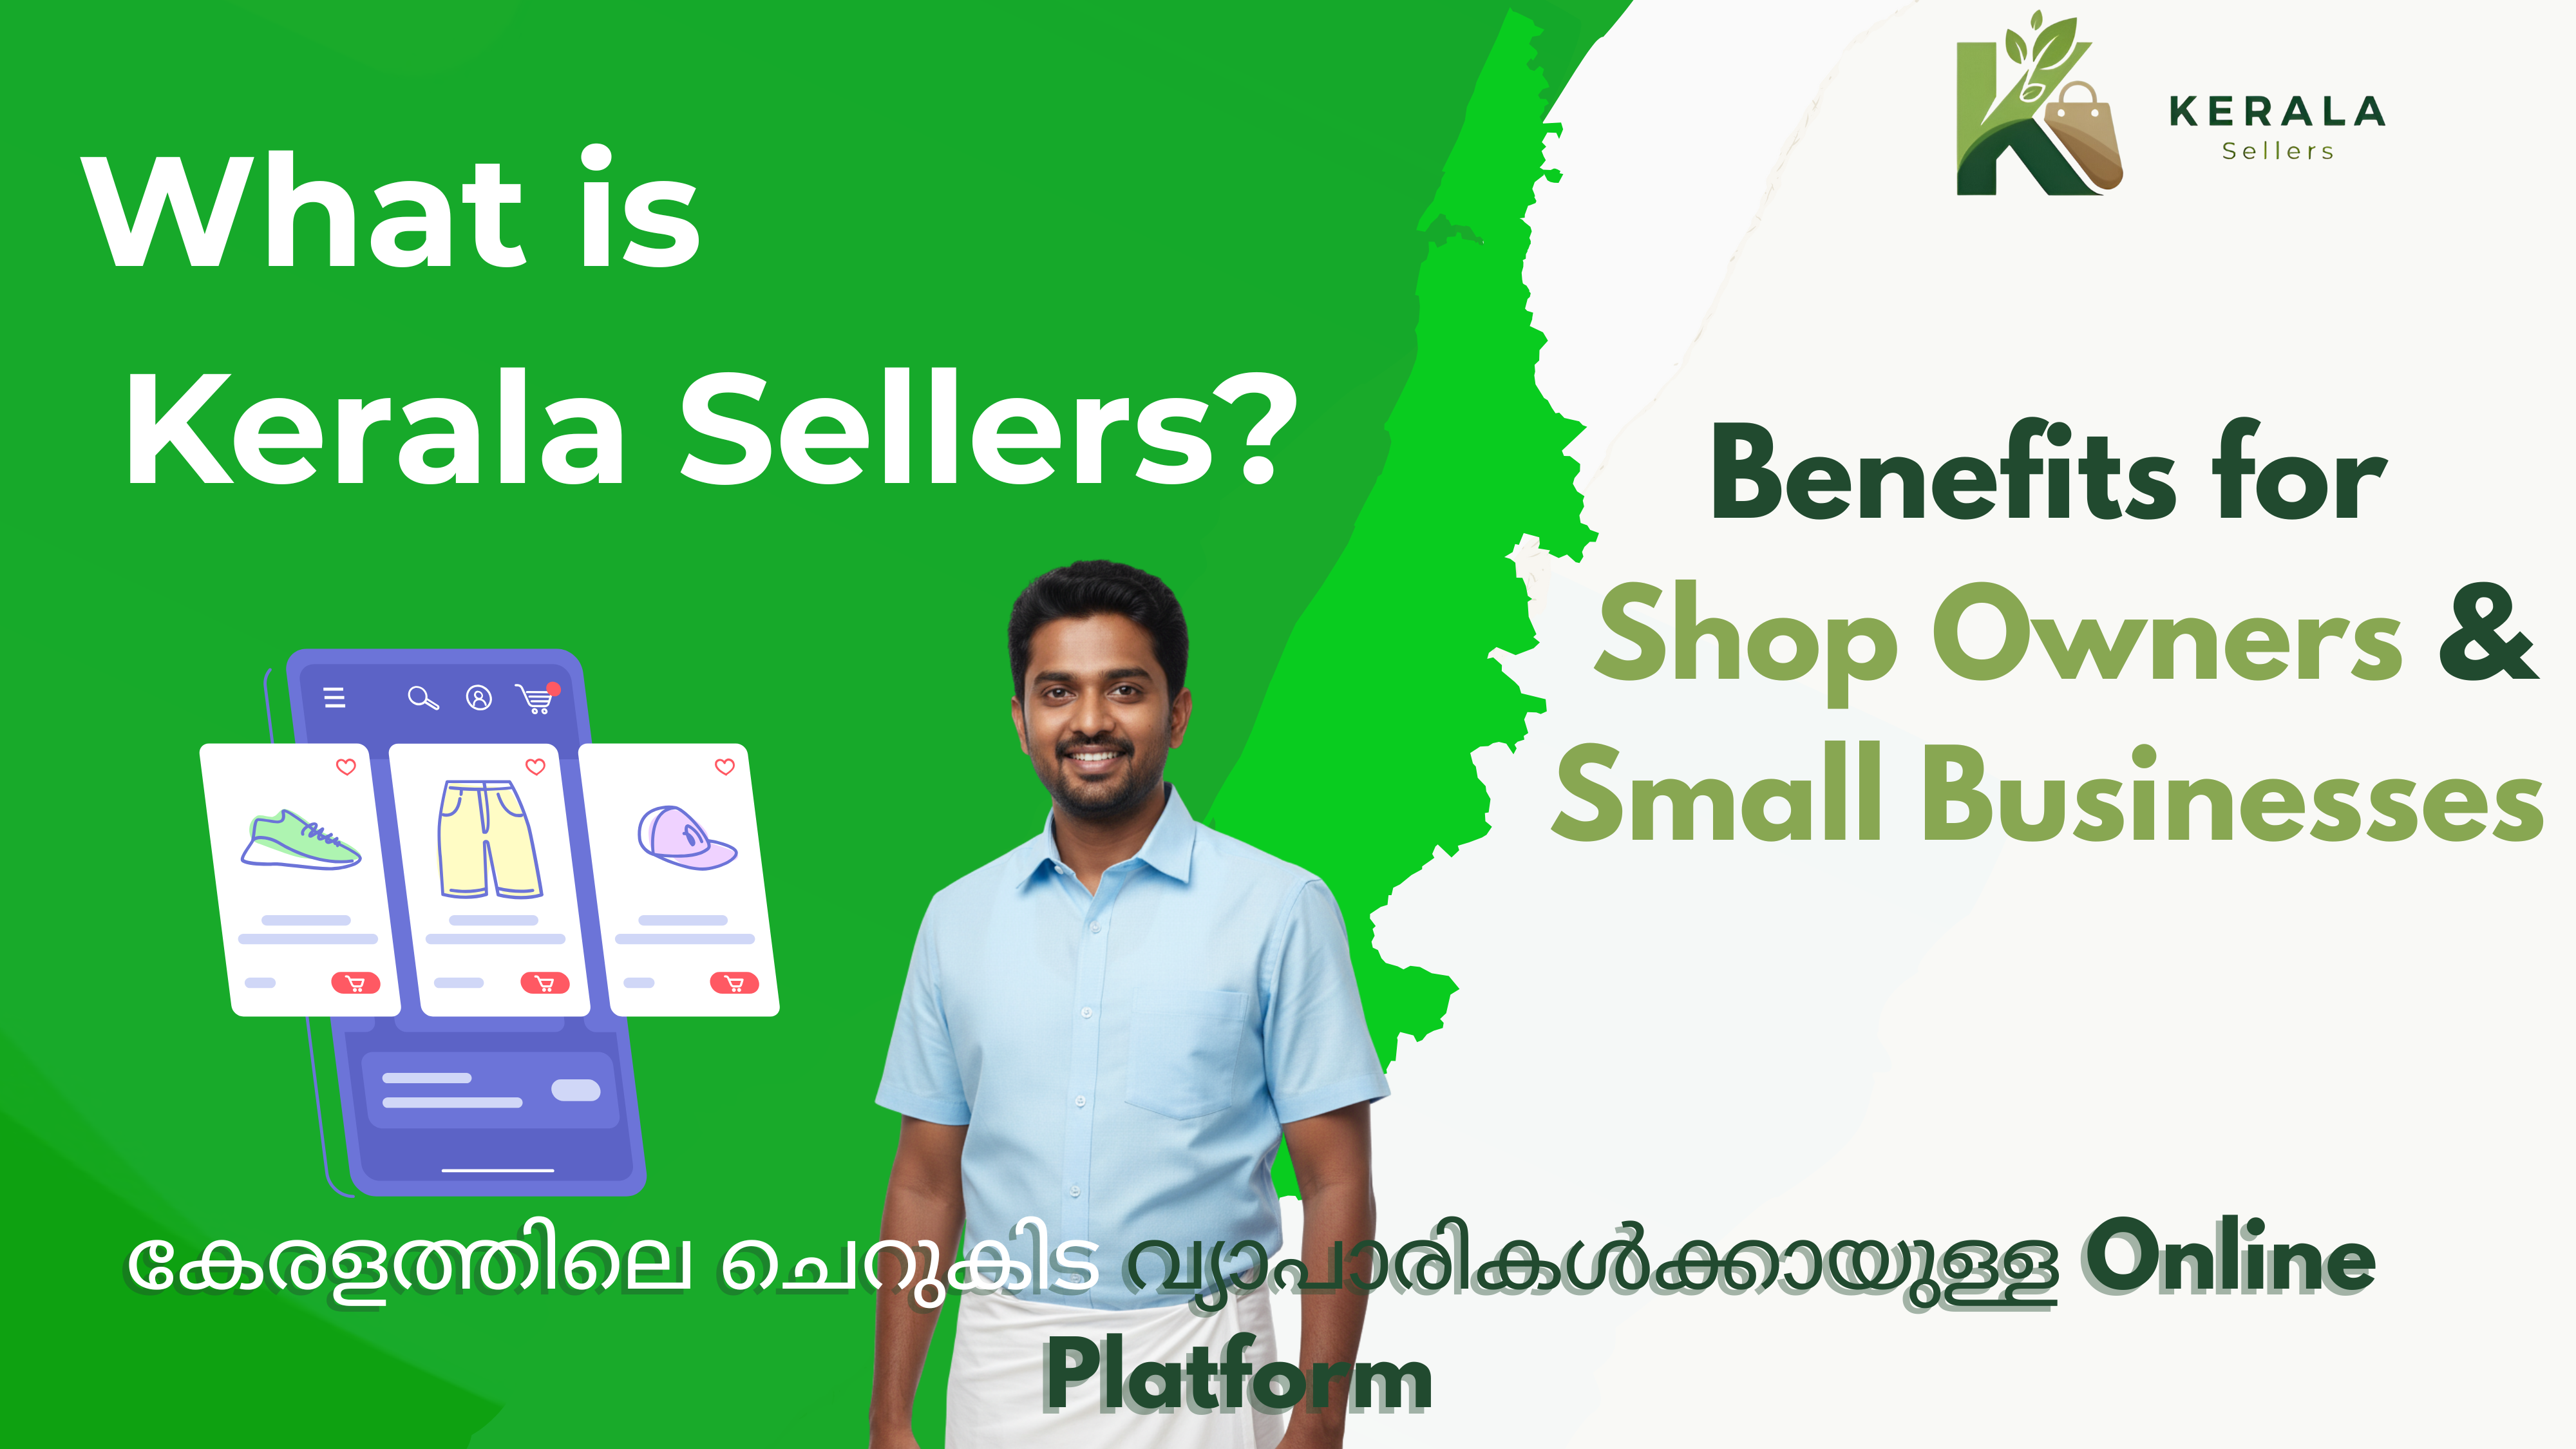 What is
Kerala Sellers?
KERALA
Sellers
Benefits for
Shop Owners &
Small Businesses
കേരളത്തിലെ ചെറുകിട വ്യാപാരികൾക്കായുള്ള Online
Platform